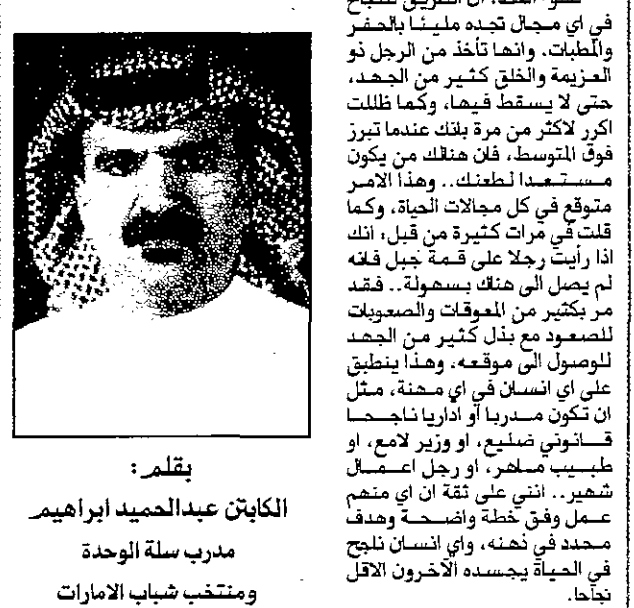 في اي مجال تجده مليئا بالحفر
والمطبات، وانها تأخذ من الرجل ذو
العزيمة والخلق كثير من الجهد،
حتى لا يسقط فيها، وكما ظللت
اكرر لاكثر من مرة بانك عندما تبرز
فوق المتوسط، فان هنالك من يكون
مستعدا لطعنك.. وهذا الامر
متوقع في كل مجالات الحياة، وكما
قلت في مرات كثيرة من قبل، انك
اذا رأيت رجلا على قمة جبل فانه
لم يصل الى هناك بسهولة.. فقد
مر بكثير من المعوقات والصعوبات
للصعود مع بذل كثير من الجهد
للوصول الى موقعه، وهذا ينطبق
على اي انسان في اي مهنة، مثل
ان تكون مدربا او اداريا ناجحا
قانوني ضليع، او وزير لامع، او
طبيب ماهر، او رجل اعمال
شهير.. انني على ثقة ان اي منهم
عمل وفق خطة واضحة وهدف
محدد في ذهنه، واي انسان نلجح
في الحياة يجسده الآخرون الاقل
نجاحا.
بقلم:
الكابتن عبدالحميد ابراهيم
مدرب سلة الوحدة
ومنتخب شباب الامارات